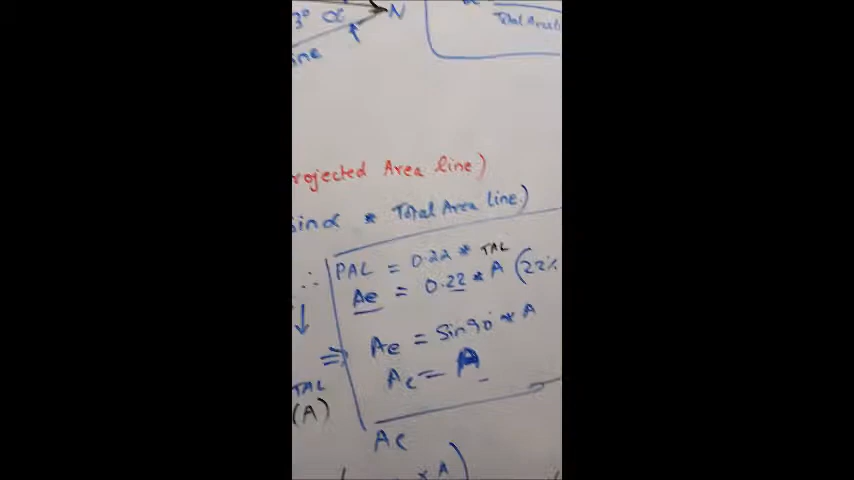 3° α N
Total Area
ine
rojected Area line)
sinα * Total Area line)
∴ PAL = 0.22 * TAL
Ae = 0.22 * A (22%
Ae = Sin90° * A
⇒
Ae = A
TAL
(A)
Ae
x A)